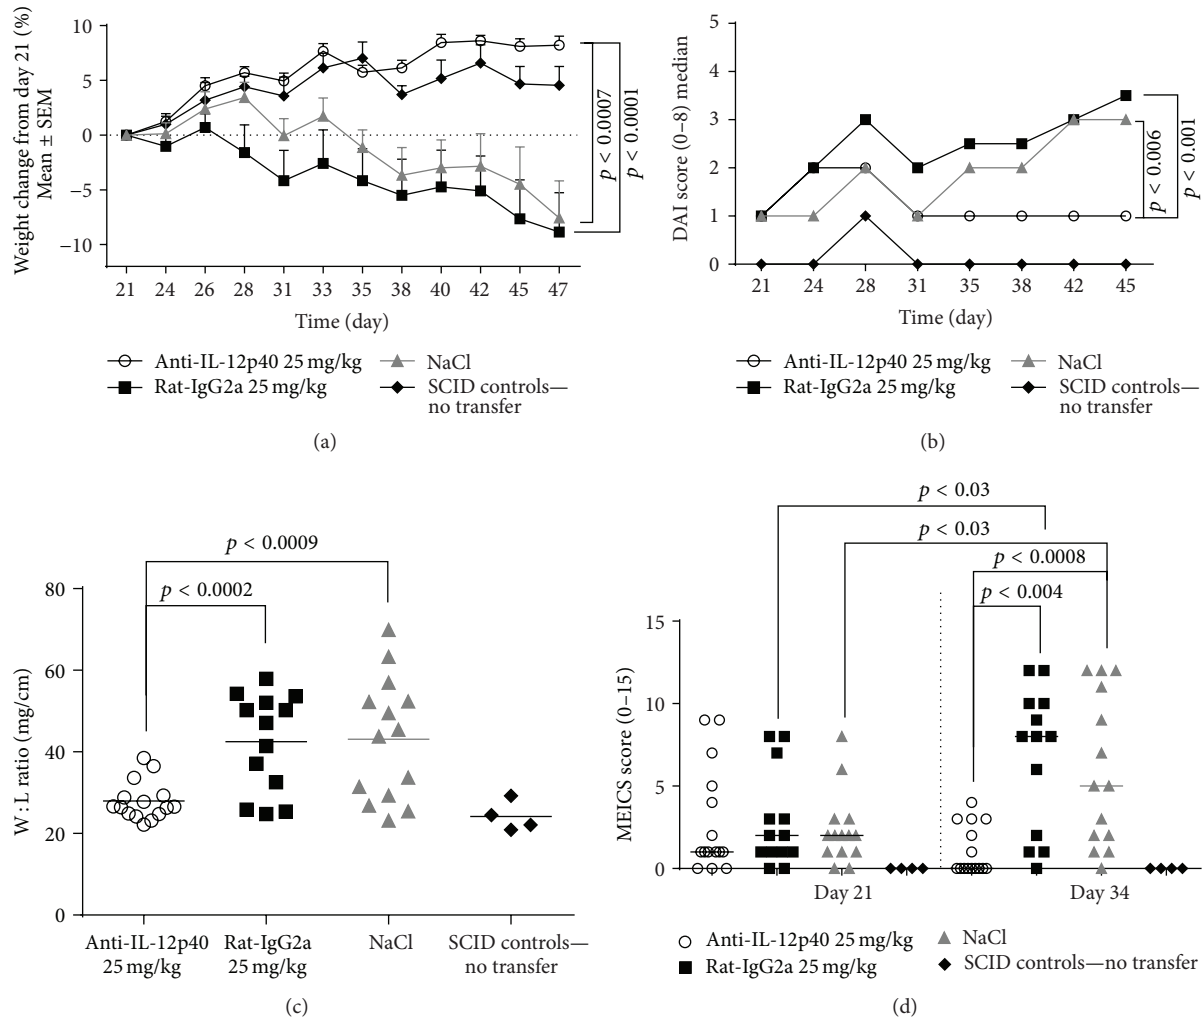 Weight change from day 21 (%)
Mean ± SEM
10
5
0
−5
−10
21 24 26 28 31 33 35 38 40 42 45 47
Time (day)
p < 0.0007
p < 0.0001
Anti-IL-12p40 25 mg/kg
Rat-IgG2a 25 mg/kg
NaCl
SCID controls—
no transfer
(a)
DAI score (0–8) median
5
4
3
2
1
0
21 24 28 31 35 38 42 45
Time (day)
p < 0.006
p < 0.001
Anti-IL-12p40 25 mg/kg
Rat-IgG2a 25 mg/kg
NaCl
SCID controls—
no transfer
(b)
p < 0.0009
p < 0.0002
W : L ratio (mg/cm)
80
60
40
20
0
Anti-IL-12p40
25 mg/kg
Rat-IgG2a
25 mg/kg
NaCl
SCID controls—
no transfer
(c)
p < 0.03
p < 0.03
p < 0.0008
p < 0.004
MEICS score (0–15)
15
10
5
0
Day 21
Day 34
Anti-IL-12p40 25 mg/kg
Rat-IgG2a 25 mg/kg
NaCl
SCID controls—no transfer
(d)